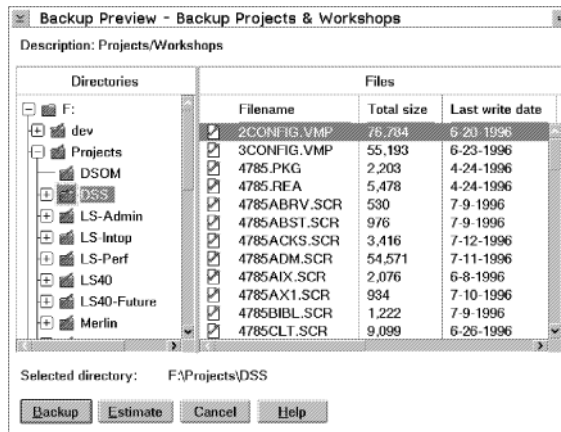 Backup Preview - Backup Projects & Workshops
Description: Projects/Workshops
Directories
F:
dev
Projects
DSOM
DSS
LS-Admin
LS-Intop
LS-Perf
LS40
LS40-Future
Merlin
Files
Filename Total size Last write date
2CONFIG.VMP 76,784 6-20-1996
3CONFIG.VMP 55,193 6-23-1996
4785.PKG 2,203 4-24-1996
4785.REA 5,478 4-24-1996
4785ABRV.SCR 530 7-9-1996
4785ABST.SCR 976 7-9-1996
4785ACKS.SCR 3,416 7-12-1996
4785ADM.SCR 54,571 7-11-1996
4785AIX.SCR 2,076 6-8-1996
4785AX1.SCR 934 7-10-1996
4785BIBL.SCR 1,222 7-9-1996
4785CLT.SCR 9,099 6-26-1996
Selected directory: F:\Projects\DSS
Backup Estimate Cancel Help